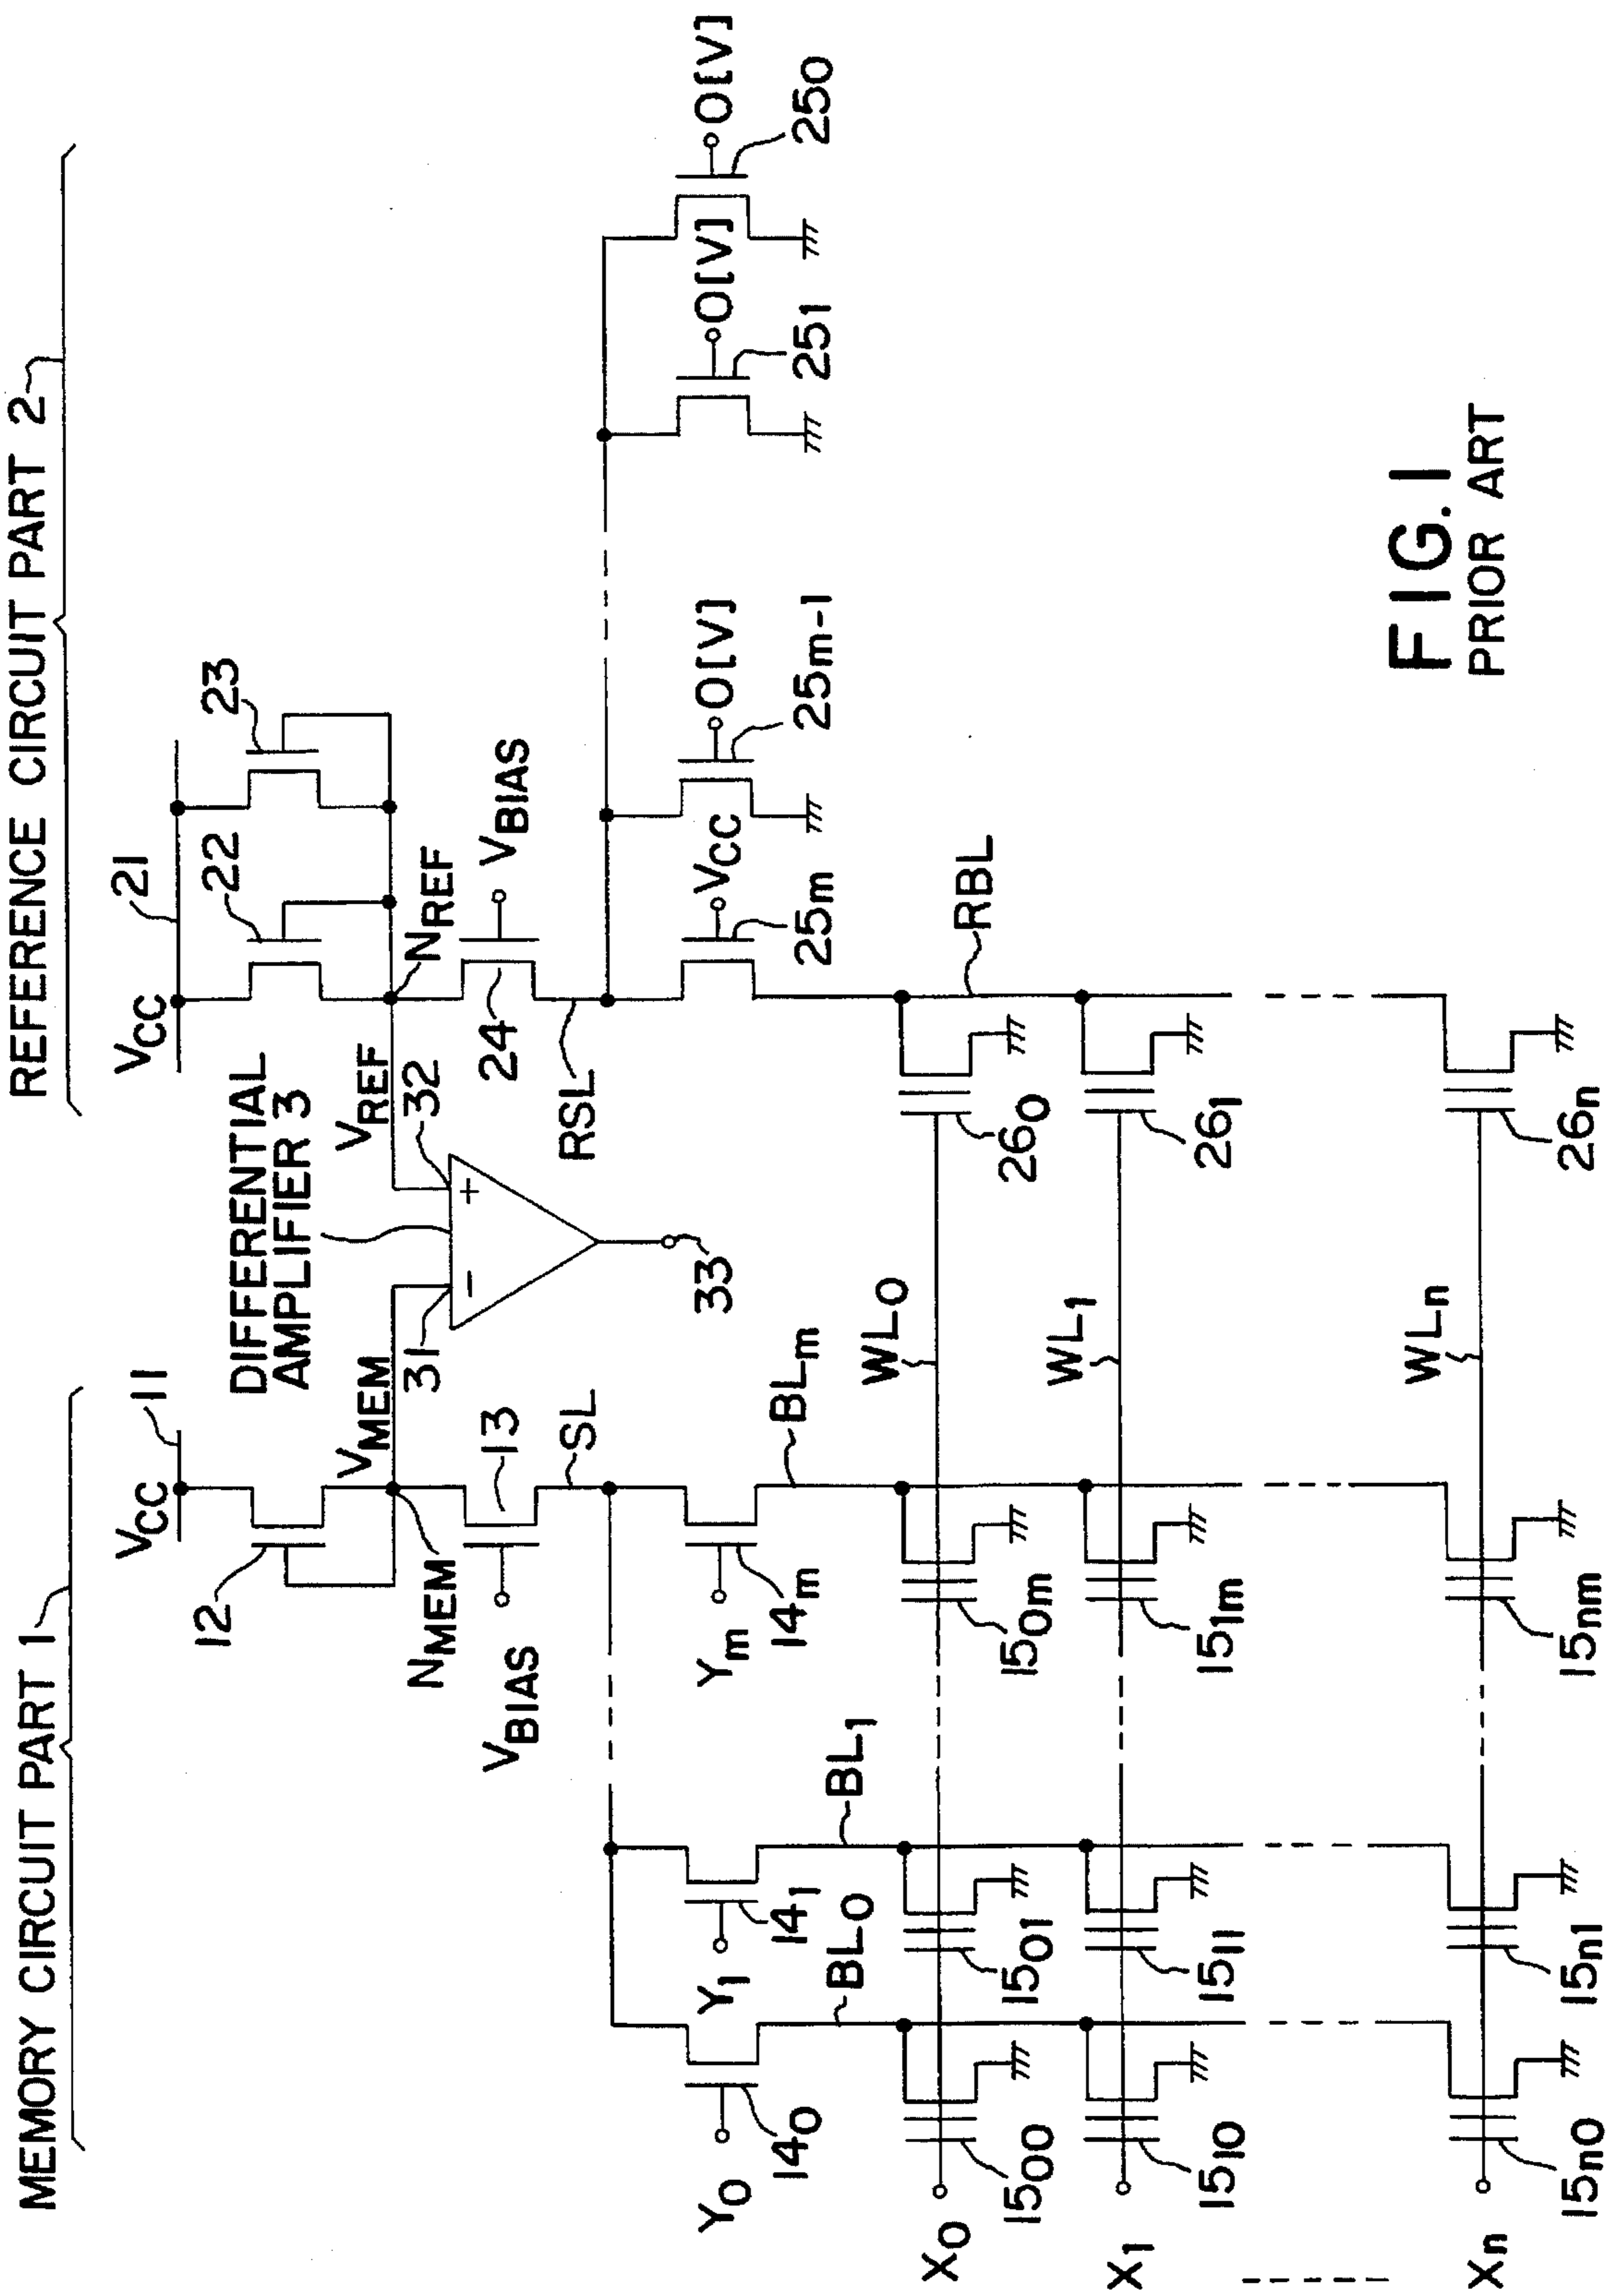 MEMORY CIRCUIT PART 1
REFERENCE CIRCUIT PART 2
VCC 11
VCC 21
12
DIFFERENTIAL
AMPLIFIER 3
22
23
NMEM
VMEM
31
VREF
32
NREF
VBIAS
13
24
VBIAS
SL
33
RSL
Y0
140
Y1
141
Ym
14m
VCC
25m
O[V]
25m-1
O[V]
251
O[V]
250
BL0
BL1
BLm
RBL
X0
1500
1501
150m
WL0
260
X1
1510
1511
151m
WL1
261
Xn
15n0
15n1
15nm
WLn
26n
FIG. 1
PRIOR ART